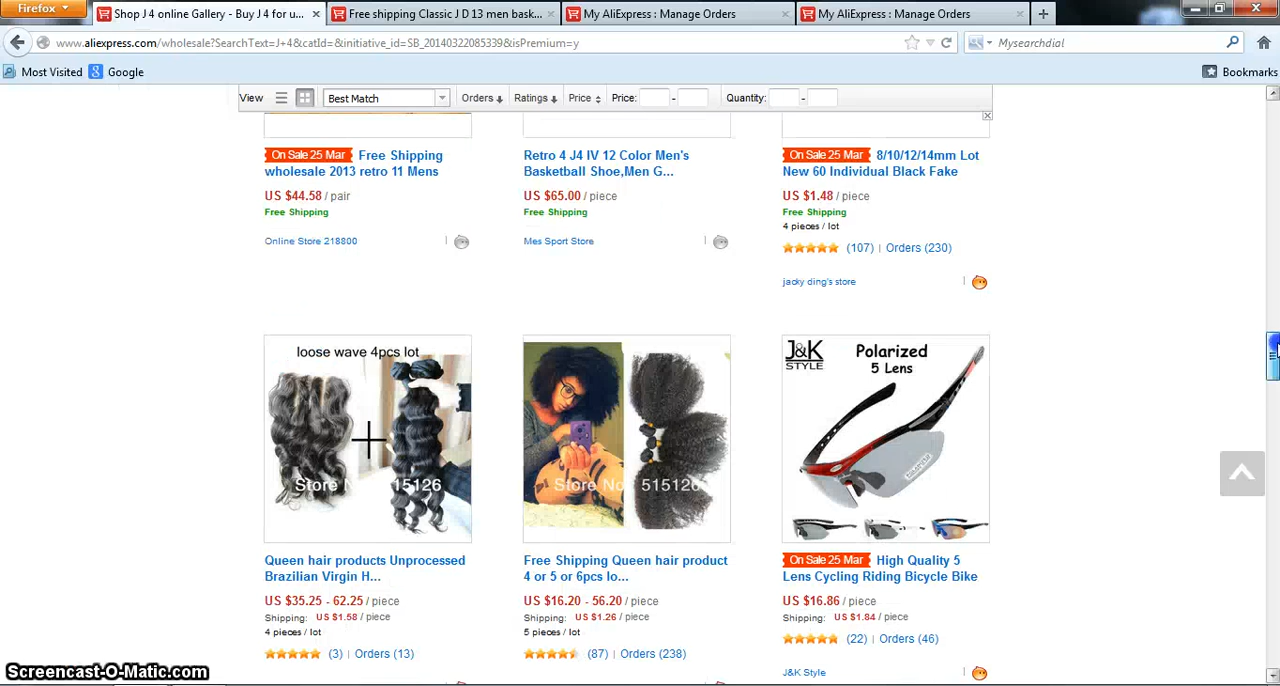 Firefox
Shop J 4 online Gallery - Buy J 4 for u...
Free shipping Classic J D 13 men bask...
My AliExpress : Manage Orders
My AliExpress : Manage Orders
www.aliexpress.com/wholesale?SearchText=J+4&catId=&initiative_id=SB_20140322085339&isPremium=y
Mysearchdial
Most Visited
Google
Bookmarks
View
Best Match
Orders
Ratings
Price
Price:
-
Quantity:
-
On Sale 25 Mar Free Shipping
wholesale 2013 retro 11 Mens
US $44.58 / pair
Free Shipping
Online Store 218800
Retro 4 J4 IV 12 Color Men's
Basketball Shoe,Men G...
US $65.00 / piece
Free Shipping
Mes Sport Store
On Sale 25 Mar 8/10/12/14mm Lot
New 60 Individual Black Fake
US $1.48 / piece
Free Shipping
4 pieces / lot
(107) | Orders (230)
jacky ding's store
loose wave 4pcs lot
Store No 515126
Queen hair products Unprocessed
Brazilian Virgin H...
US $35.25 - 62.25 / piece
Shipping: US $1.58 / piece
4 pieces / lot
(3) | Orders (13)
Store No: 515126
Free Shipping Queen hair product
4 or 5 or 6pcs lo...
US $16.20 - 56.20 / piece
Shipping: US $1.26 / piece
5 pieces / lot
(87) | Orders (238)
J&K
STYLE
Polarized
5 Lens
On Sale 25 Mar High Quality 5
Lens Cycling Riding Bicycle Bike
US $16.86 / piece
Shipping: US $1.84 / piece
(22) | Orders (46)
J&K Style
Screencast-O-Matic.com